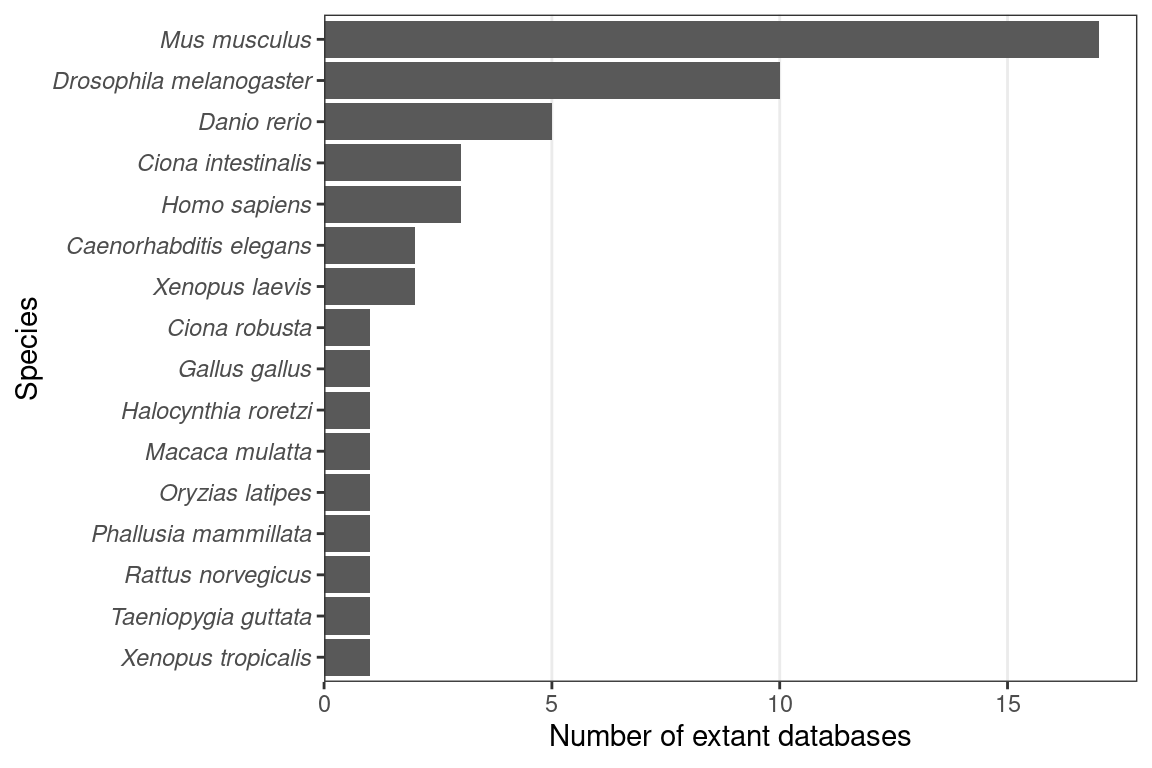 Species
Mus musculus
Drosophila melanogaster
Danio rerio
Ciona intestinalis
Homo sapiens
Caenorhabditis elegans
Xenopus laevis
Ciona robusta
Gallus gallus
Halocynthia roretzi
Macaca mulatta
Oryzias latipes
Phallusia mammillata
Rattus norvegicus
Taeniopygia guttata
Xenopus tropicalis
0 5 10 15
Number of extant databases